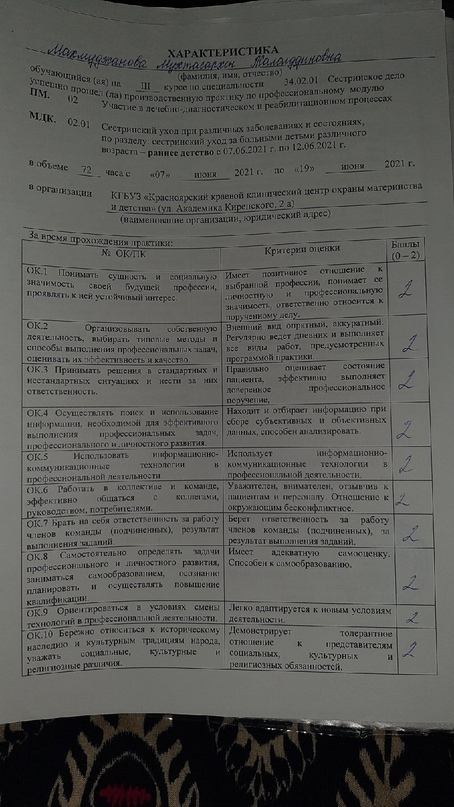 ХАРАКТЕРИСТИКА
Махмуджанова
(фамилия, имя, отчество)
обучающийся (ая) на III курсе по специальности 34.02.01 Сестринское дело
успешно прошел (ла) производственную практику по профессиональному модулю
ПМ. 02 Участие в лечебно-диагностическом и реабилитационном процессах
МДК. 02.01 Сестринский уход при различных заболеваниях и состояниях,
по разделу: сестринский уход за больными детьми различного
возраста – раннее детство с 07.06.2021 г. по 12.06.2021 г.
в объеме 72 часа с «07» июня 2021 г. по «19» июня 2021 г.
в организации КГБУЗ «Красноярский краевой клинический центр охраны материнства
и детства» (ул. Академика Киренского, 2 а)
(наименование организации, юридический адрес)
За время прохождения практики:
№ ОК/ПК Критерии оценки Баллы
(0 – 2)
ОК.1 Понимать сущность и социальную
значимость своей будущей профессии,
проявлять к ней устойчивый интерес.
Имеет позитивное отношение к
выбранной профессии, понимает ее
личностную и профессиональную
значимость, ответственно относится к
порученному делу.
2
ОК.2 Организовывать собственную
деятельность, выбирать типовые методы и
способы выполнения профессиональных задач,
оценивать их эффективность и качество.
Внешний вид опрятный, аккуратный.
Регулярно ведет дневник и выполняет
все виды работ, предусмотренных
программой практики.
2
ОК.3 Принимать решения в стандартных и
нестандартных ситуациях и нести за них
ответственность.
Правильно оценивает состояние
пациента, эффективно выполняет
доверенное профессиональное
поручение,
2
ОК.4 Осуществлять поиск и использование
информации, необходимой для эффективного
выполнения профессиональных задач,
профессионального и личностного развития.
Находит и отбирает информацию при
сборе субъективных и объективных
данных, способен анализировать.
2
ОК.5 Использовать информационно-
коммуникационные технологии в
профессиональной деятельности
Использует информационно-
коммуникационные технологии в
профессиональной деятельности.
2
ОК.6 Работать в коллективе и команде,
эффективно общаться с коллегами,
руководством, потребителями.
Уважителен, внимателен, отзывчив к
пациентам и персоналу. Отношение к
окружающим бесконфликтное.
2
ОК.7 Брать на себя ответственность за работу
членов команды (подчиненных), результат
выполнения заданий.
Берет ответственность за работу
членов команды (подчиненных), за
результат выполнения заданий.
2
ОК.8 Самостоятельно определять задачи
профессионального и личностного развития,
заниматься самообразованием, осознанно
планировать и осуществлять повышение
квалификации.
Имеет адекватную самооценку.
Способен к самообразованию.
2
ОК.9 Ориентироваться в условиях смены
технологий в профессиональной деятельности.
Легко адаптируется к новым условиям
деятельности.
2
ОК.10 Бережно относиться к историческому
наследию и культурным традициям народа,
уважать социальные, культурные и
религиозные различия.
Демонстрирует толерантное
отношение к представителям
социальных, культурных и
религиозных обязанностей.
2